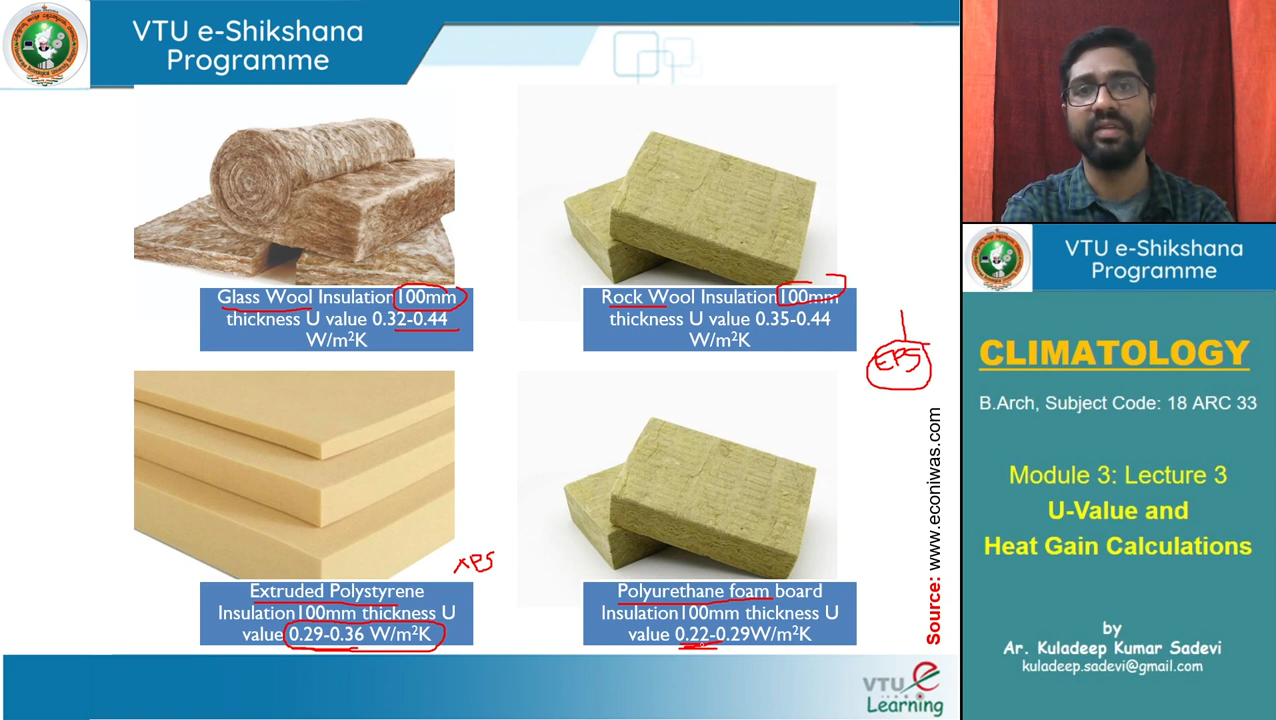 VTU e-Shikshana
Programme
Glass Wool Insulation 100mm
thickness U value 0.32-0.44
W/m²K
Rock Wool Insulation 100mm
thickness U value 0.35-0.44
W/m²K
EPS
XPS
Extruded Polystyrene
Insulation100mm thickness U
value 0.29-0.36 W/m²K
Polyurethane foam board
Insulation100mm thickness U
value 0.22-0.29W/m²K
Source: www.econiwas.com
VTU e
Learning
VTU e-Shikshana
Programme
CLIMATOLOGY
B.Arch, Subject Code: 18 ARC 33
Module 3: Lecture 3
U-Value and
Heat Gain Calculations
by
Ar. Kuladeep Kumar Sadevi
kuladeep.sadevi@gmail.com